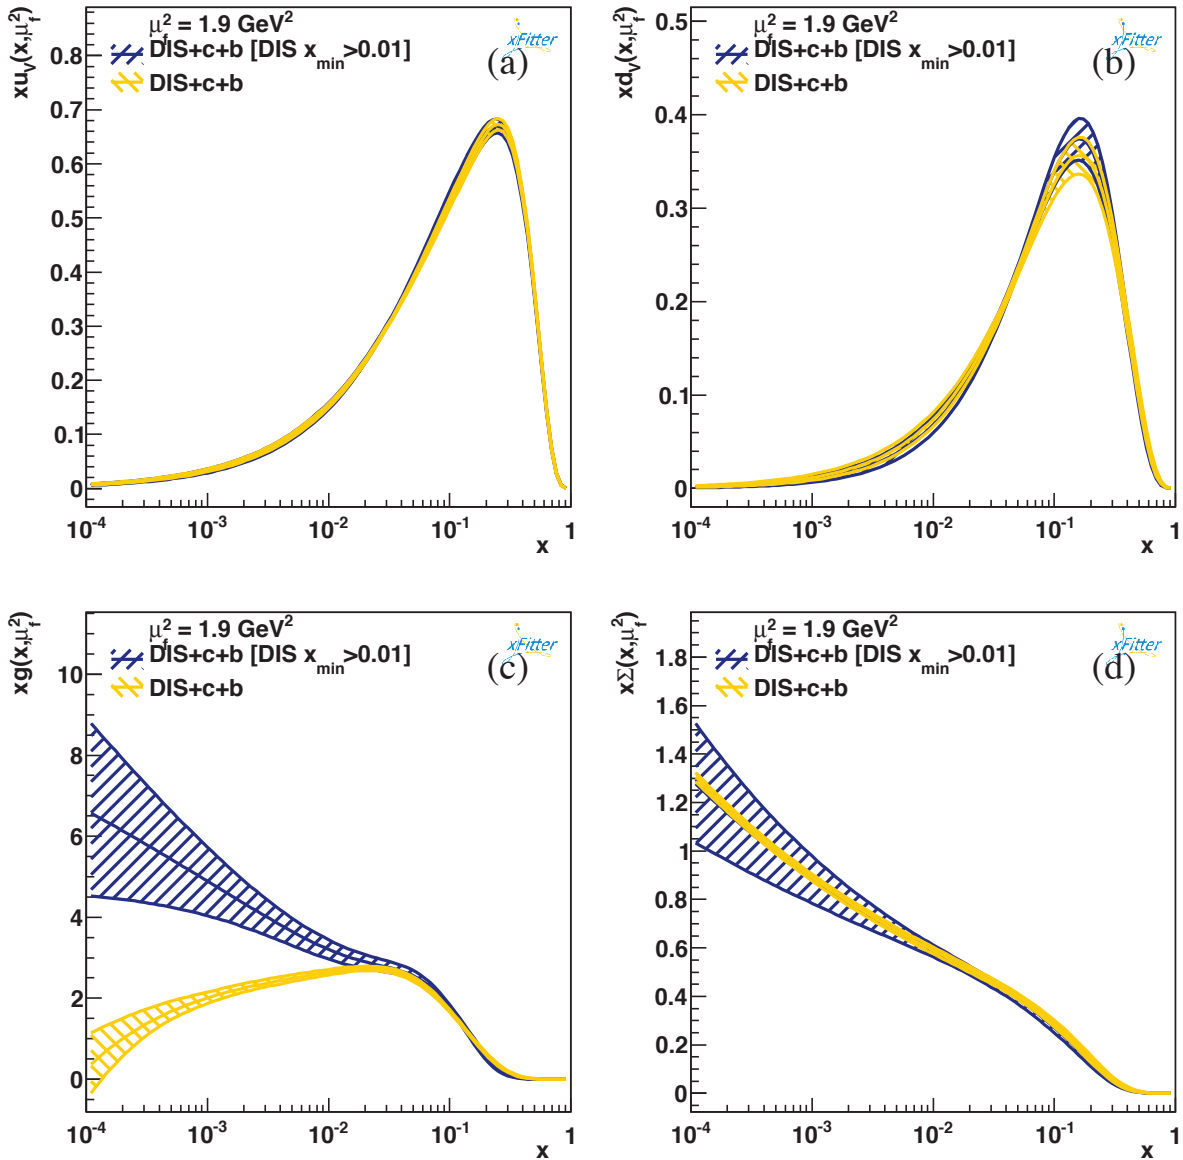 μ_f^2 = 1.9 GeV^2
DIS+c+b [DIS x_min>0.01]
DIS+c+b
(a)
xFitter
xu_V(x,μ_f^2)
0.8
0.7
0.6
0.5
0.4
0.3
0.2
0.1
0
10^-4 10^-3 10^-2 10^-1 1
x
μ_f^2 = 1.9 GeV^2
DIS+c+b [DIS x_min>0.01]
DIS+c+b
(b)
xFitter
xd_V(x,μ_f^2)
0.5
0.4
0.3
0.2
0.1
0
10^-4 10^-3 10^-2 10^-1 1
x
μ_f^2 = 1.9 GeV^2
DIS+c+b [DIS x_min>0.01]
DIS+c+b
(c)
xFitter
xg(x,μ_f^2)
10
8
6
4
2
0
10^-4 10^-3 10^-2 10^-1 1
x
μ_f^2 = 1.9 GeV^2
DIS+c+b [DIS x_min>0.01]
DIS+c+b
(d)
xFitter
xΣ(x,μ_f^2)
1.8
1.6
1.4
1.2
1
0.8
0.6
0.4
0.2
0
10^-4 10^-3 10^-2 10^-1 1
x